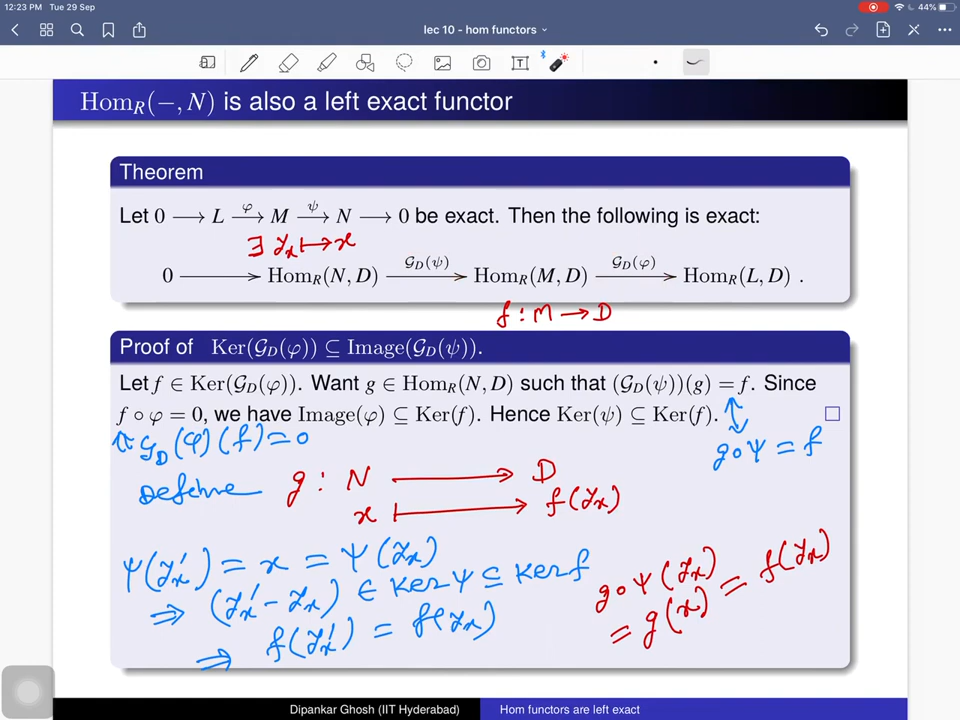 12:23 PM Tue 29 Sep
44%
lec 10 - hom functors
Hom_R(−, N) is also a left exact functor
Theorem
Let 0 ⟶ L ⟶^φ M ⟶^ψ N ⟶ 0 be exact. Then the following is exact:
∃ y_x ↦ x
0 ⟶ Hom_R(N, D) ⟶^{𝒢_D(ψ)} Hom_R(M, D) ⟶^{𝒢_D(φ)} Hom_R(L, D) .
f : M → D
Proof of Ker(𝒢_D(φ)) ⊆ Image(𝒢_D(ψ)).
Let f ∈ Ker(𝒢_D(φ)). Want g ∈ Hom_R(N, D) such that (𝒢_D(ψ))(g) = f. Since
f ∘ φ = 0, we have Image(φ) ⊆ Ker(f). Hence Ker(ψ) ⊆ Ker(f). □
⇕ 𝒢_D(φ)(f) = 0
↕
g∘ψ = f
Define g : N ⟶ D
x ⟼ f(y_x)
ψ(y'_x) = x = ψ(y_x)
⇒ (y'_x − y_x) ∈ Ker ψ ⊆ Ker f
⇒ f(y'_x) = f(y_x)
g∘ψ(y_x)
= g(x) = f(y_x)
Dipankar Ghosh (IIT Hyderabad)
Hom functors are left exact